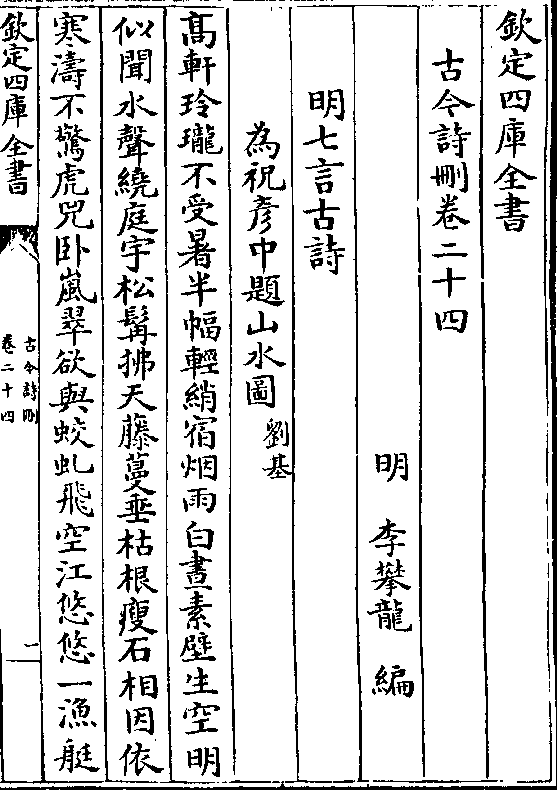 欽定四庫全書
古今詩刪卷二十四
明　李攀龍　編
明七言古詩
為祝彥中題山水圖　劉基
髙軒玲瓏不受暑半幅輕綃宿烟雨白晝素壁生空明
似聞水聲繞庭宇松髯拂天藤蔓垂枯根瘦石相因依
寒濤不驚虎兕卧嵐翠欲與蛟虬飛空江悠悠一漁艇
欽定四庫全書
古今詩刪
卷二十四
一